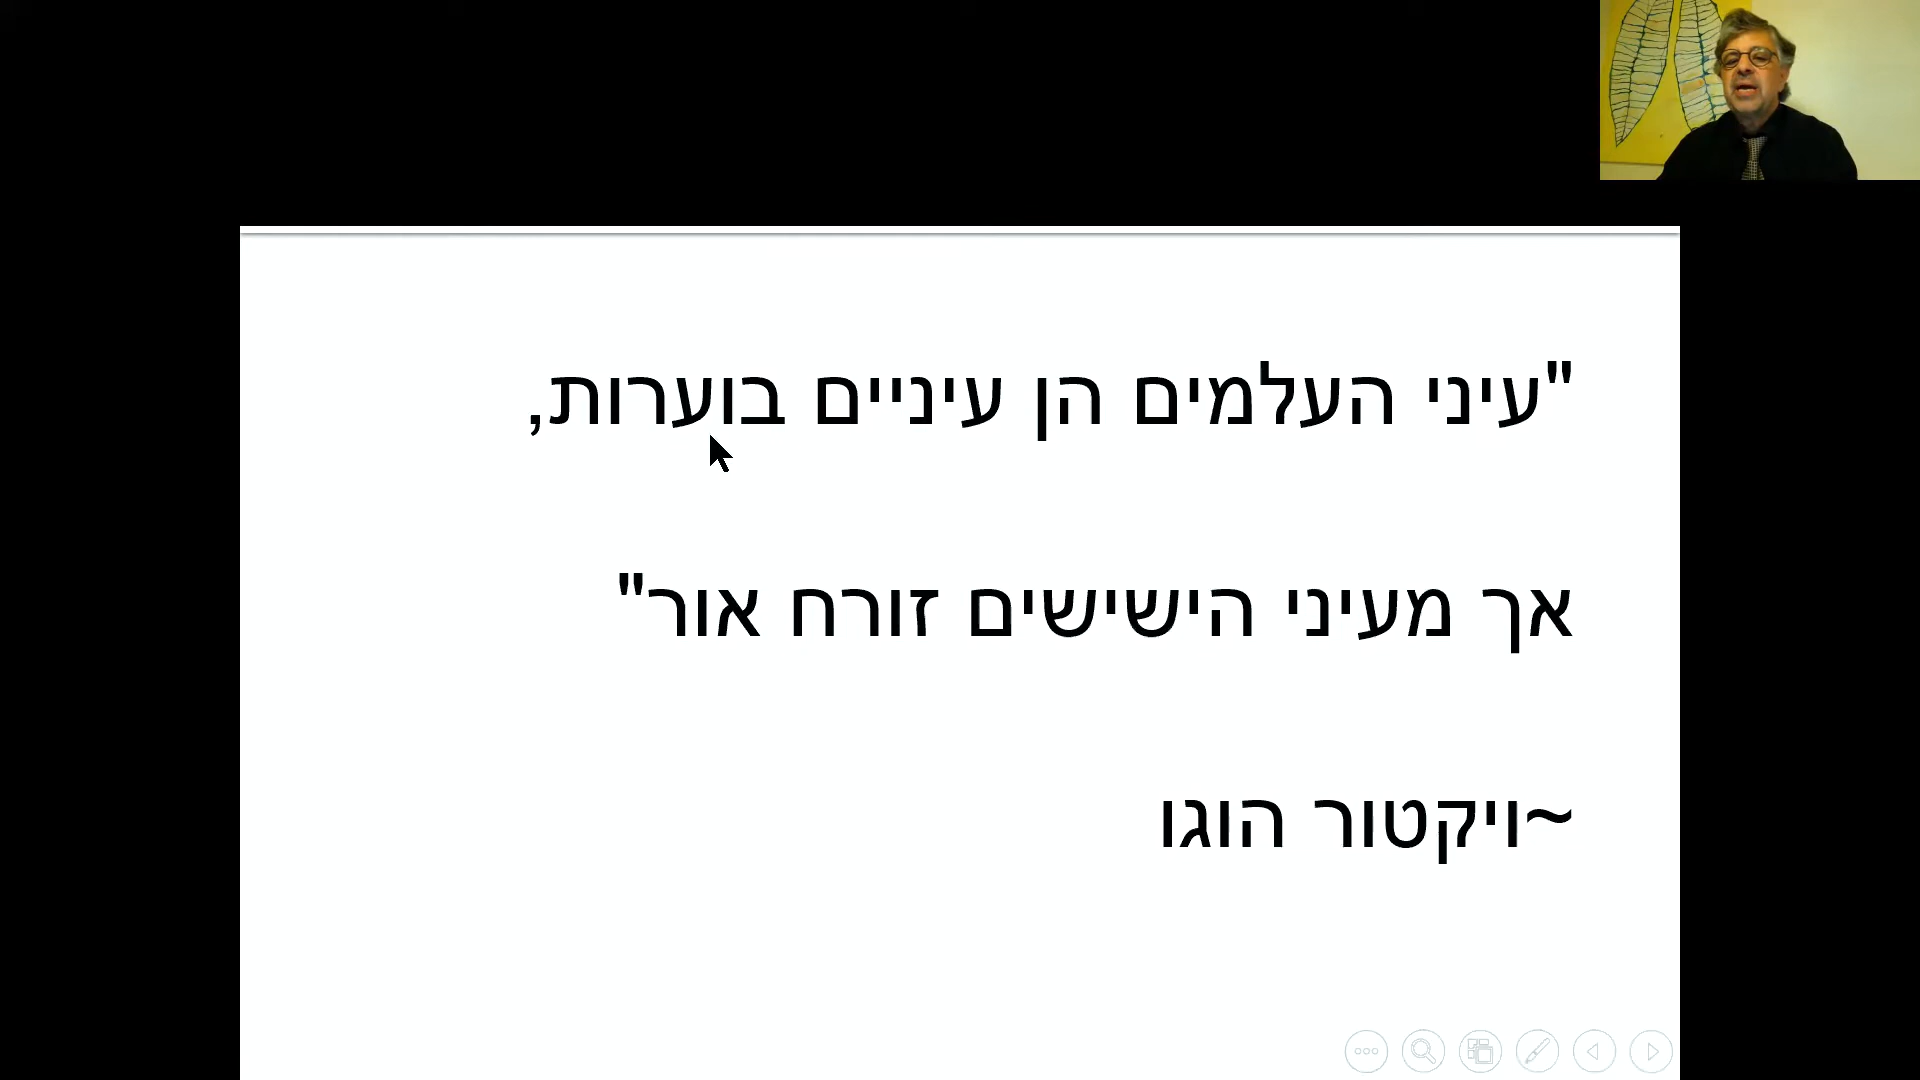 "עיני העלמים הן עיניים בוערות,
אך מעיני הישישים זורח אור"
~ויקטור הוגו